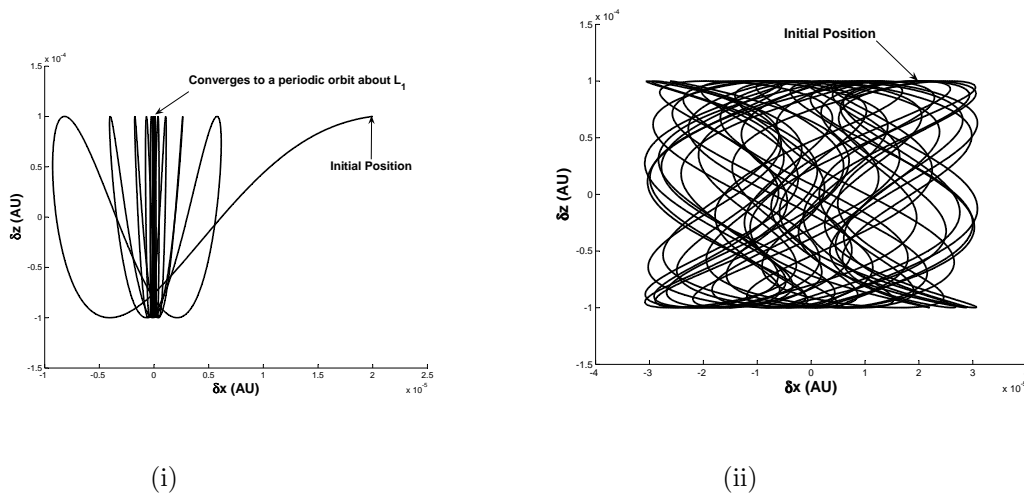 x 10⁻⁴
1.5
Converges to a periodic orbit about L₁
1
Initial Position
0.5
0
-0.5
-1
-1.5
δz (AU)
-1 -0.5 0 0.5 1 1.5 2 2.5
δx (AU)
x 10⁻⁵
(i)
x 10⁻⁴
1.5
Initial Position
1
0.5
0
-0.5
-1
-1.5
δz (AU)
-4 -3 -2 -1 0 1 2 3
δx (AU)
x 10⁻⁵
(ii)